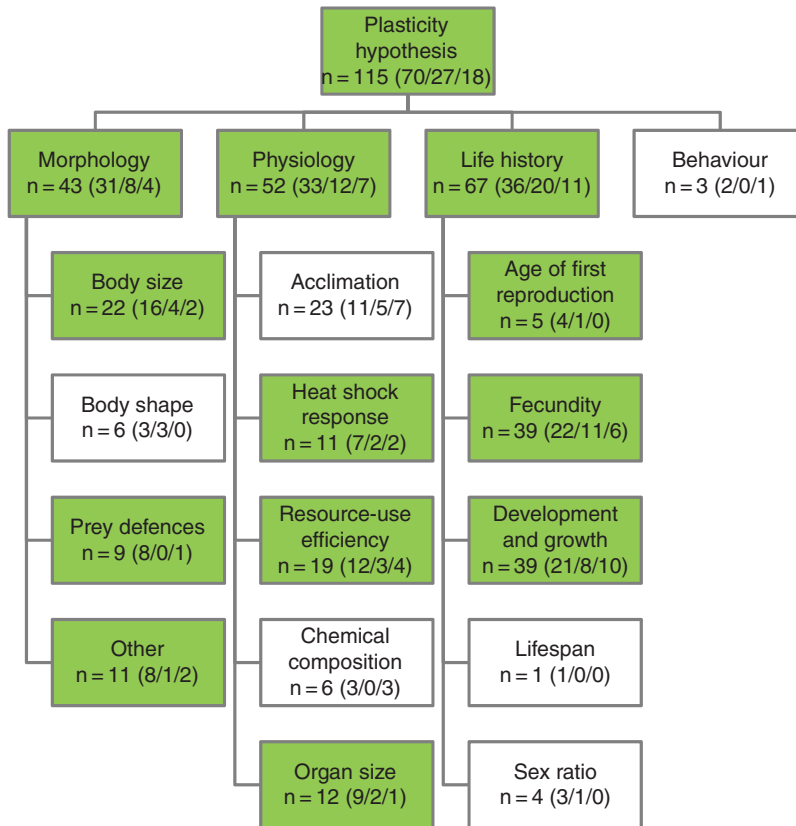 Plasticity
hypothesis
n = 115 (70/27/18)
Morphology
n = 43 (31/8/4)
Physiology
n = 52 (33/12/7)
Life history
n = 67 (36/20/11)
Behaviour
n = 3 (2/0/1)
Body size
n = 22 (16/4/2)
Body shape
n = 6 (3/3/0)
Prey defences
n = 9 (8/0/1)
Other
n = 11 (8/1/2)
Acclimation
n = 23 (11/5/7)
Heat shock
response
n = 11 (7/2/2)
Resource-use
efficiency
n = 19 (12/3/4)
Chemical
composition
n = 6 (3/0/3)
Organ size
n = 12 (9/2/1)
Age of first
reproduction
n = 5 (4/1/0)
Fecundity
n = 39 (22/11/6)
Development
and growth
n = 39 (21/8/10)
Lifespan
n = 1 (1/0/0)
Sex ratio
n = 4 (3/1/0)